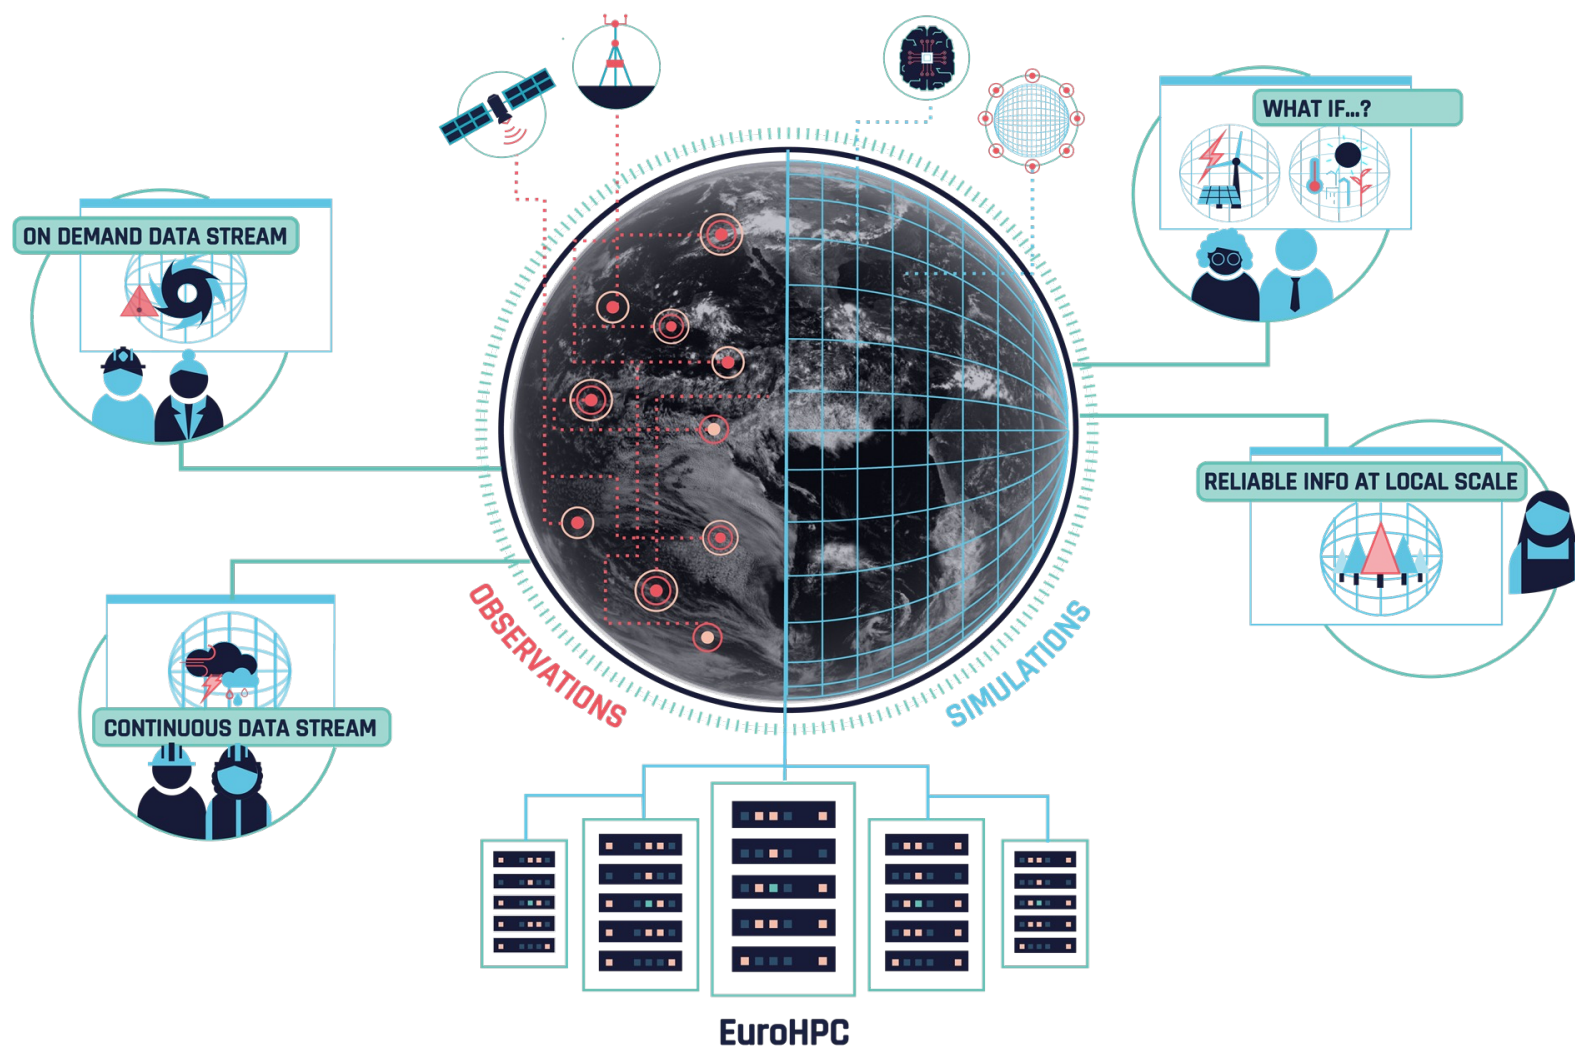 WHAT IF...?
ON DEMAND DATA STREAM
RELIABLE INFO AT LOCAL SCALE
OBSERVATIONS
SIMULATIONS
CONTINUOUS DATA STREAM
EuroHPC